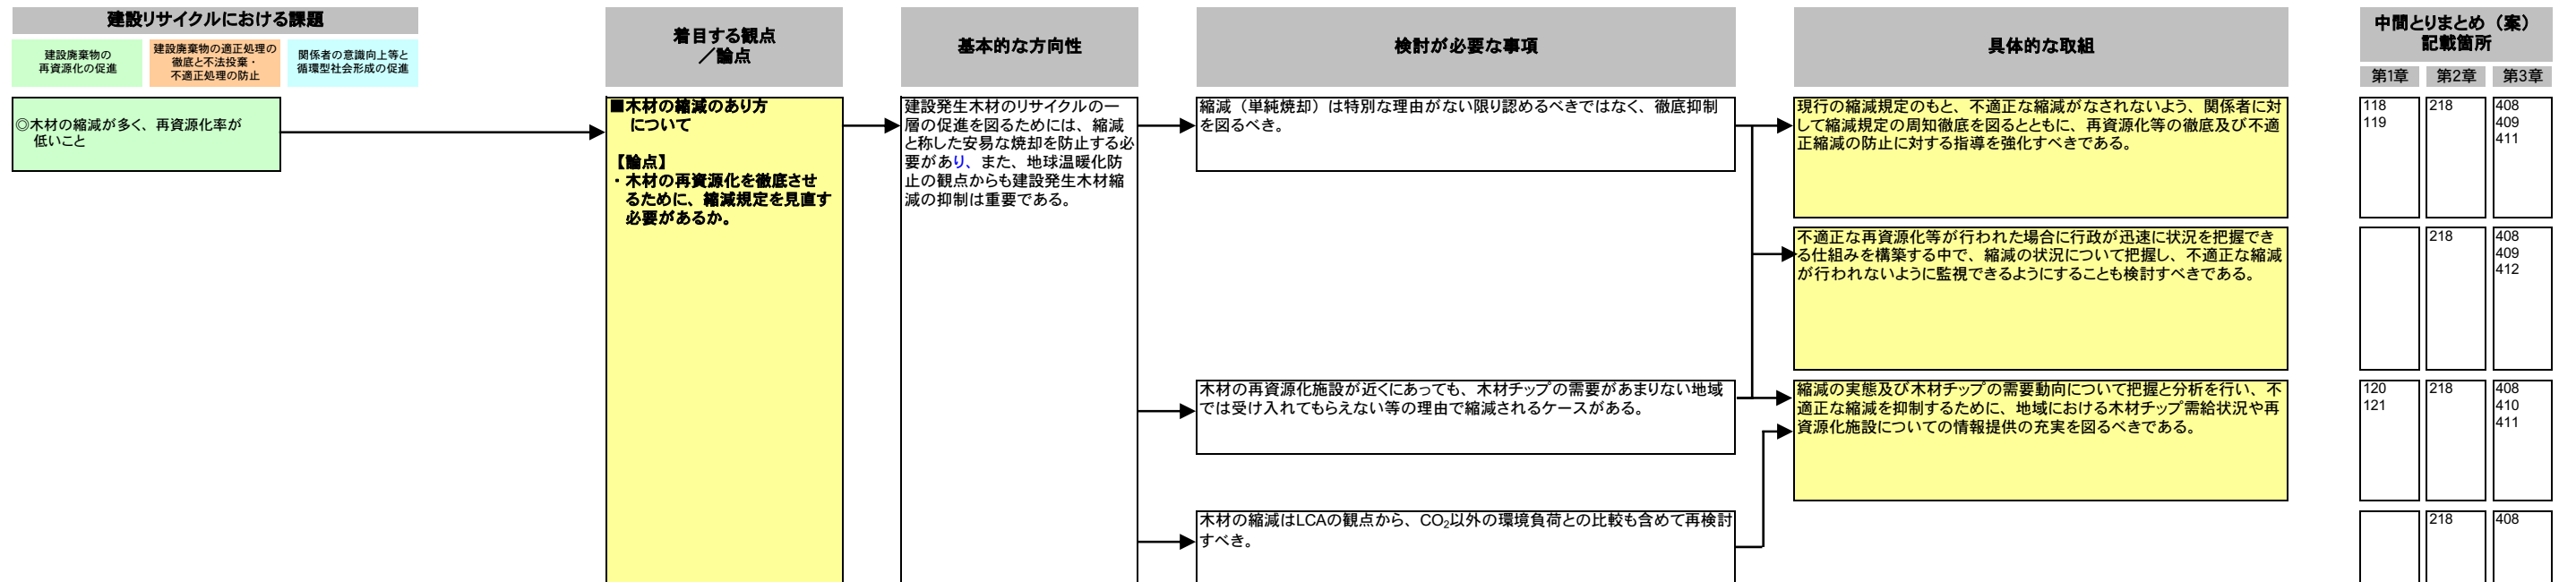 建設リサイクルにおける課題
建設廃棄物の
再資源化の促進
建設廃棄物の適正処理の
徹底と不法投棄・
不適正処理の防止
関係者の意識向上等と
循環型社会形成の促進
着目する観点
／論点
基本的な方向性
検討が必要な事項
具体的な取組
中間とりまとめ（案）
記載箇所
第1章
第2章
第3章
◎木材の縮減が多く、再資源化率が
低いこと
■木材の縮減のあり方
について
【論点】
・木材の再資源化を徹底させ
るために、縮減規定を見直す
必要があるか。
建設発生木材のリサイクルの一
層の促進を図るためには、縮減
と称した安易な焼却を防止する必
要があり、また、地球温暖化防
止の観点からも建設発生木材縮
減の抑制は重要である。
縮減（単純焼却）は特別な理由がない限り認めるべきではなく、徹底抑制
を図るべき。
現行の縮減規定のもと、不適正な縮減がなされないよう、関係者に対
して縮減規定の周知徹底を図るとともに、再資源化等の徹底及び不適
正縮減の防止に対する指導を強化すべきである。
118
119
218
408
409
411
不適正な再資源化等が行われた場合に行政が迅速に状況を把握でき
る仕組みを構築する中で、縮減の状況について把握し、不適正な縮減
が行われないように監視できるようにすることも検討すべきである。
218
408
409
412
木材の再資源化施設が近くにあっても、木材チップの需要があまりない地域
では受け入れてもらえない等の理由で縮減されるケースがある。
縮減の実態及び木材チップの需要動向について把握と分析を行い、不
適正な縮減を抑制するために、地域における木材チップ需給状況や再
資源化施設についての情報提供の充実を図るべきである。
120
121
218
408
410
411
木材の縮減はLCAの観点から、CO₂以外の環境負荷との比較も含めて再検討
すべき。
218
408